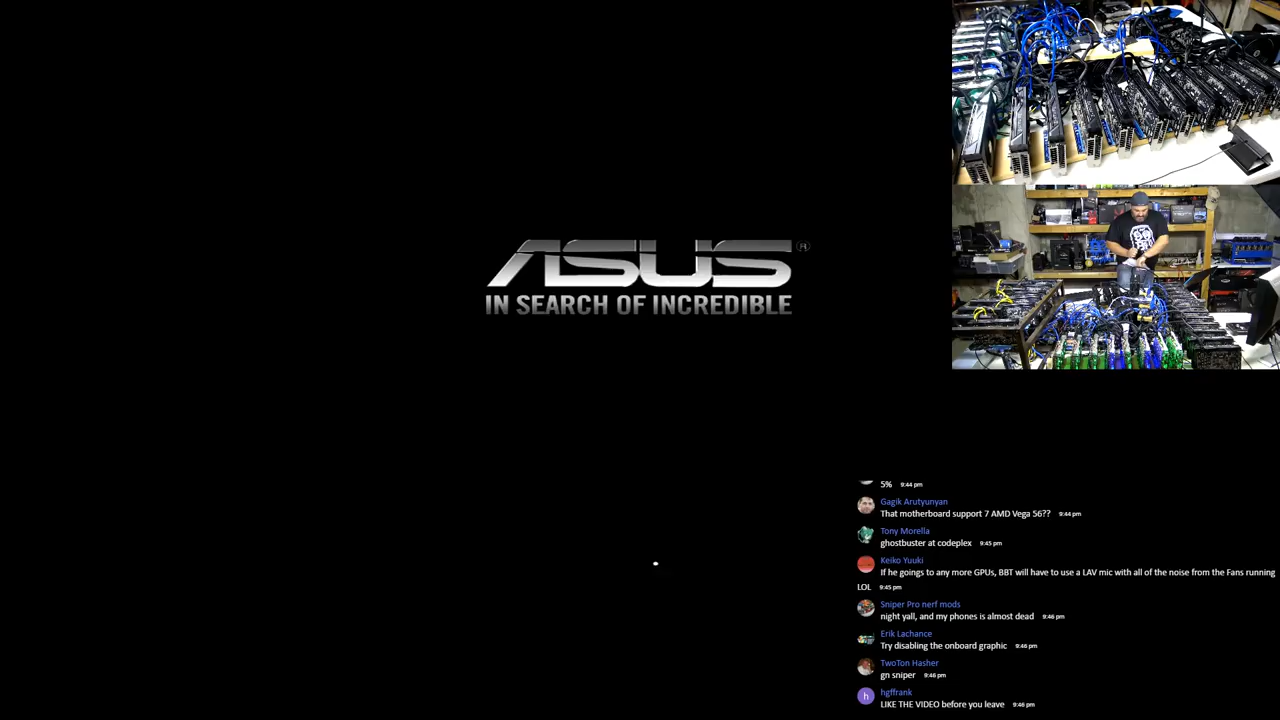 ASUS ®
IN SEARCH OF INCREDIBLE
5% 9:44 pm
Gagik Arutyunyan
That motherboard support 7 AMD Vega 56?? 9:44 pm
Tony Morella
ghostbuster at codeplex 9:45 pm
Keiko Yuuki
If he goings to any more GPUs, BBT will have to use a LAV mic with all of the noise from the Fans running
LOL 9:45 pm
Sniper Pro nerf mods
night yall, and my phones is almost dead 9:46 pm
Erik Lachance
Try disabling the onboard graphic 9:46 pm
TwoTon Hasher
gn sniper 9:46 pm
h
hgffrank
LIKE THE VIDEO before you leave 9:46 pm